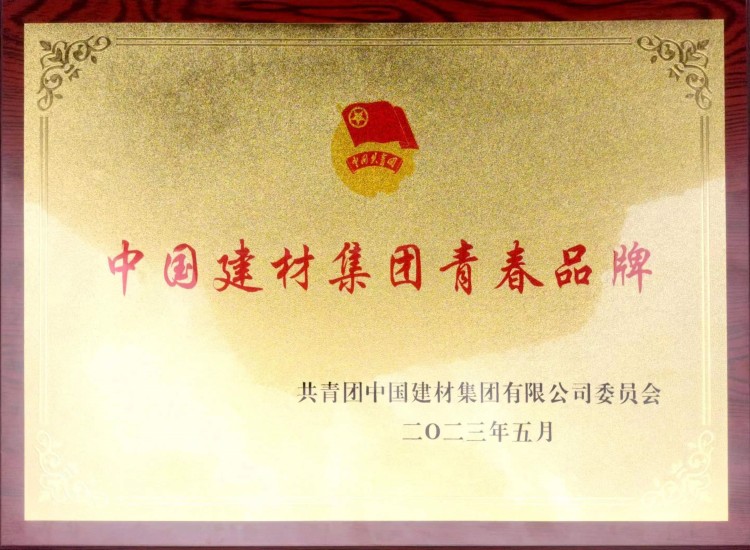 中国共青团
中国建材集团青春品牌
共青团中国建材集团有限公司委员会
二O二三年五月